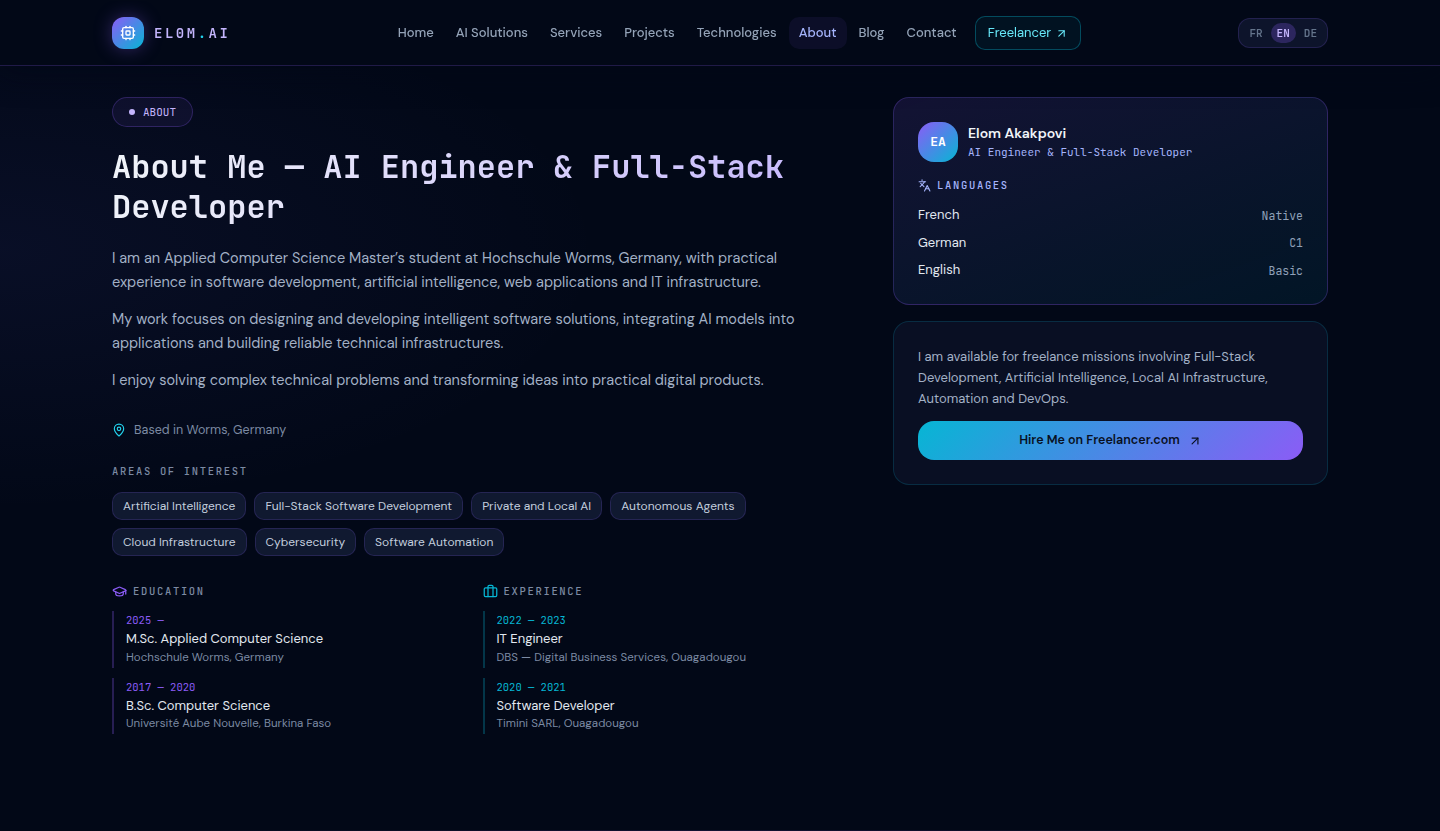 ELOM.AI
Home AI Solutions Services Projects Technologies About Blog Contact Freelancer FR EN DE
ABOUT
About Me — AI Engineer & Full-Stack
Developer
I am an Applied Computer Science Master’s student at Hochschule Worms, Germany, with practical
experience in software development, artificial intelligence, web applications and IT infrastructure.
My work focuses on designing and developing intelligent software solutions, integrating AI models into
applications and building reliable technical infrastructures.
I enjoy solving complex technical problems and transforming ideas into practical digital products.
Based in Worms, Germany
AREAS OF INTEREST
Artificial Intelligence Full-Stack Software Development Private and Local AI Autonomous Agents
Cloud Infrastructure Cybersecurity Software Automation
EDUCATION
2025 —
M.Sc. Applied Computer Science
Hochschule Worms, Germany
2017 — 2020
B.Sc. Computer Science
Université Aube Nouvelle, Burkina Faso
EXPERIENCE
2022 — 2023
IT Engineer
DBS — Digital Business Services, Ouagadougou
2020 — 2021
Software Developer
Timini SARL, Ouagadougou
EA
Elom Akakpovi
AI Engineer & Full-Stack Developer
LANGUAGES
French Native
German C1
English Basic
I am available for freelance missions involving Full-Stack
Development, Artificial Intelligence, Local AI Infrastructure,
Automation and DevOps.
Hire Me on Freelancer.com